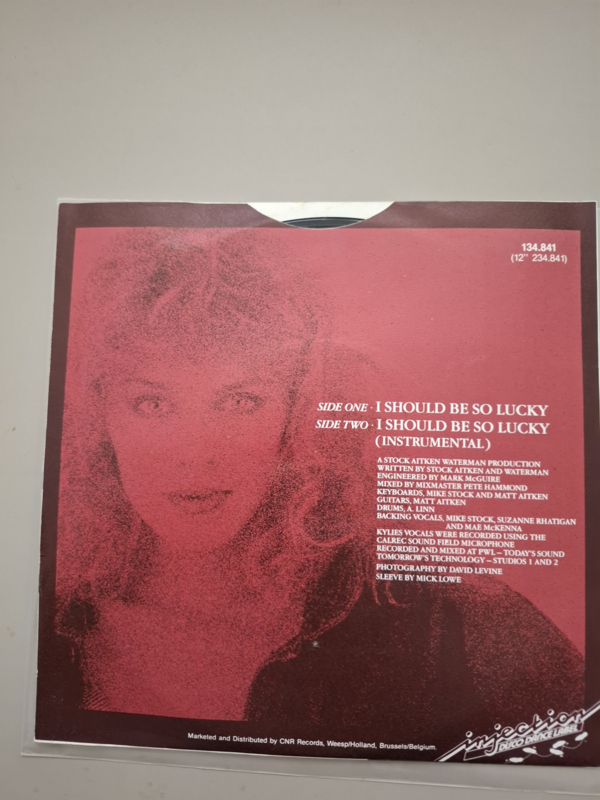 134.841
(12" 234.841)
SIDE ONE · I SHOULD BE SO LUCKY
SIDE TWO · I SHOULD BE SO LUCKY
(INSTRUMENTAL)
A STOCK AITKEN WATERMAN PRODUCTION
WRITTEN BY STOCK AITKEN AND WATERMAN
ENGINEERED BY MARK McGUIRE
MIXED BY MIXMASTER PETE HAMMOND
KEYBOARDS, MIKE STOCK AND MATT AITKEN
GUITARS, MATT AITKEN
DRUMS, A. LINN
BACKING VOCALS, MIKE STOCK, SUZANNE RHATIGAN
AND MAE McKENNA
KYLIES VOCALS WERE RECORDED USING THE
CALREC SOUND FIELD MICROPHONE
RECORDED AND MIXED AT PWL – TODAY'S SOUND
TOMORROW'S TECHNOLOGY – STUDIOS 1 AND 2
PHOTOGRAPHY BY DAVID LEVINE
SLEEVE BY MICK LOWE
injection
DISCO DANCE LABEL
Marketed and Distributed by CNR Records, Weesp/Holland, Brussels/Belgium.